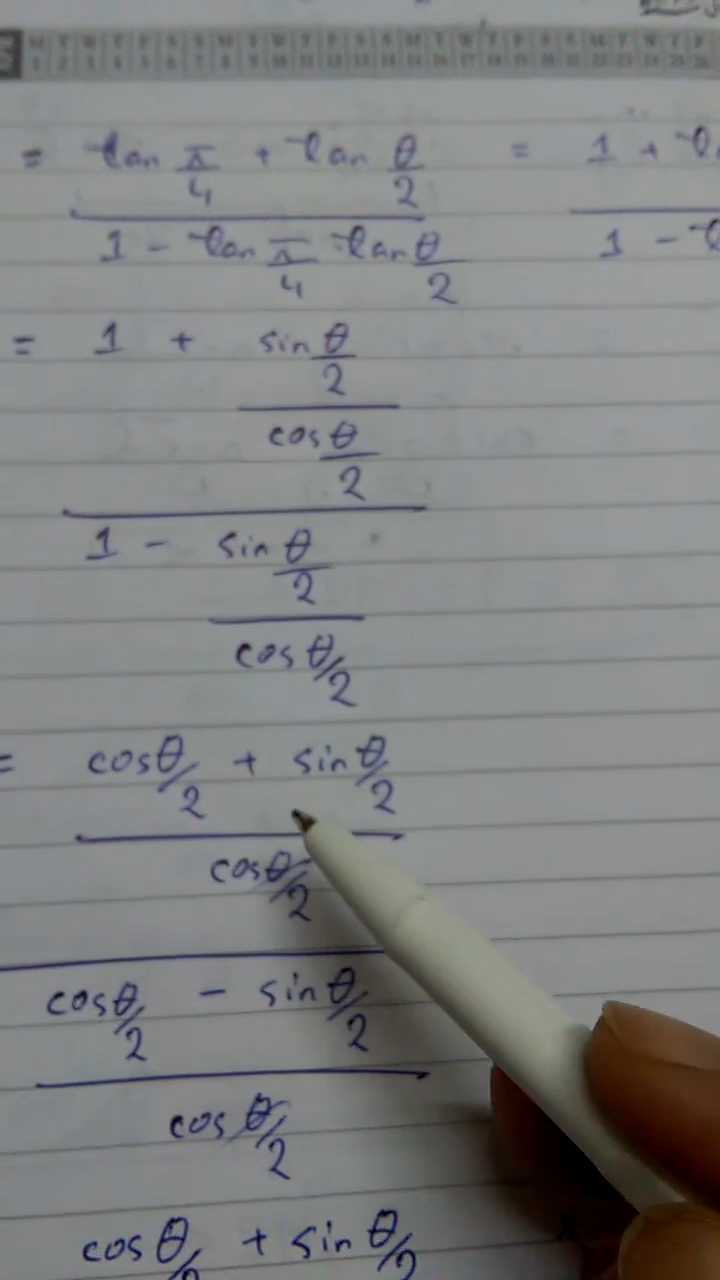 = tan π/4 + tan θ/2 = 1 +
1 - tan π/4 tan θ/2 1 -
= 1 + sin θ/2
cos θ/2
1 - sin θ/2
cos θ/2
= cos θ/2 + sin θ/2
cos θ/2
cos θ/2 - sin θ/2
cos θ/2
cos θ/2 + sin θ/2